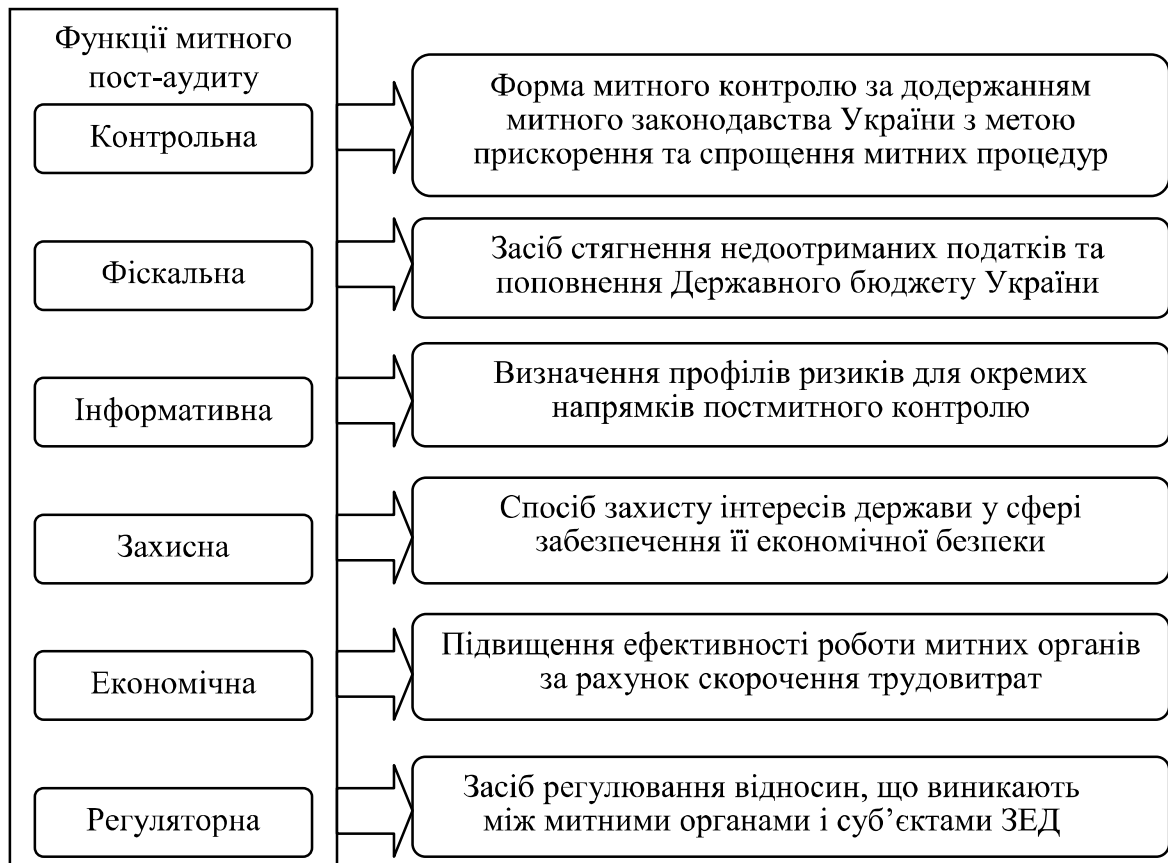 Функції митного
пост-аудиту
Контрольна
Форма митного контролю за додержанням
митного законодавства України з метою
прискорення та спрощення митних процедур
Фіскальна
Засіб стягнення недоотриманих податків та
поповнення Державного бюджету України
Інформативна
Визначення профілів ризиків для окремих
напрямків постмитного контролю
Захисна
Спосіб захисту інтересів держави у сфері
забезпечення її економічної безпеки
Економічна
Підвищення ефективності роботи митних органів
за рахунок скорочення трудовитрат
Регуляторна
Засіб регулювання відносин, що виникають
між митними органами і суб’єктами ЗЕД